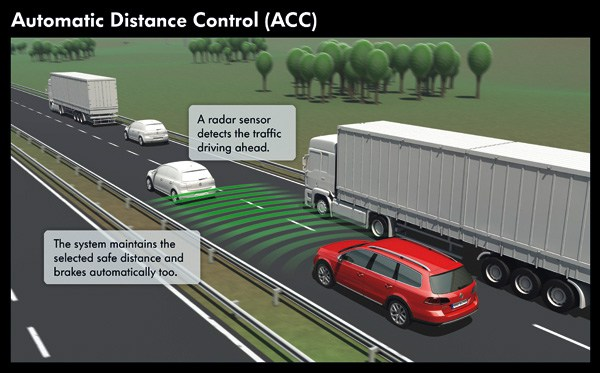 Automatic Distance Control (ACC)
A radar sensor
detects the traffic
driving ahead.
The system maintains the
selected safe distance and
brakes automatically too.